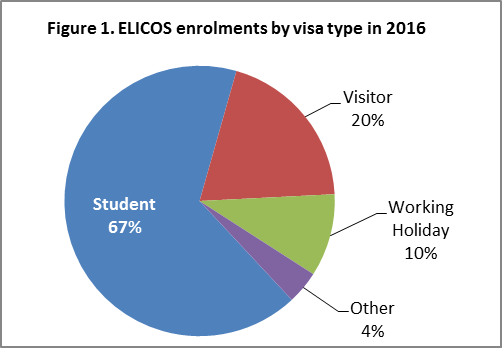 Figure 1. ELICOS enrolments by visa type in 2016
Visitor
20%
Student
67%
Working
Holiday
10%
Other
4%